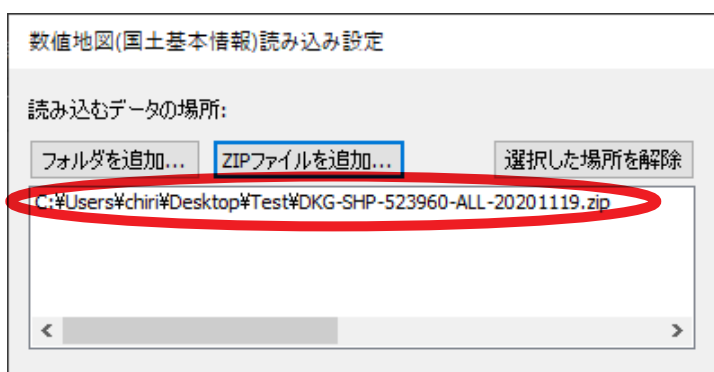 数値地図(国土基本情報)読み込み設定
読み込むデータの場所:
フォルダを追加... ZIPファイルを追加... 選択した場所を解除
C:¥Users¥chiri¥Desktop¥Test¥DKG-SHP-523960-ALL-20201119.zip